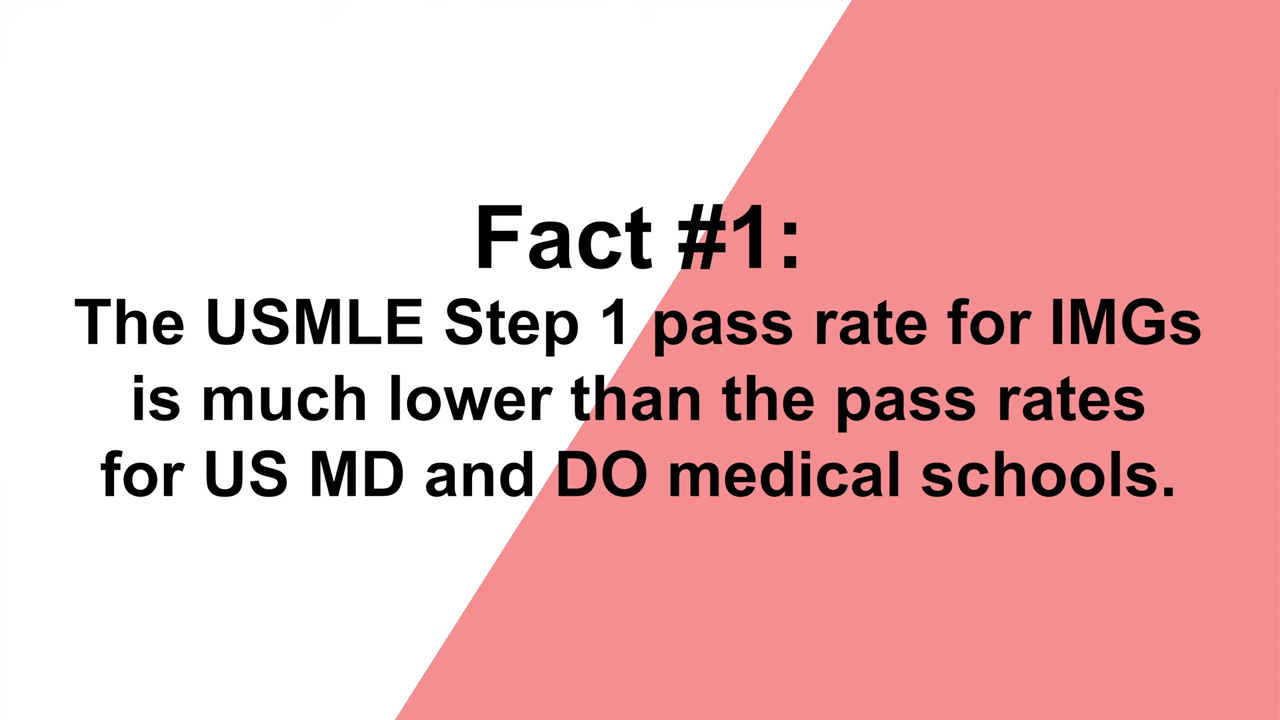 Fact #1:
The USMLE Step 1 pass rate for IMGs
is much lower than the pass rates
for US MD and DO medical schools.